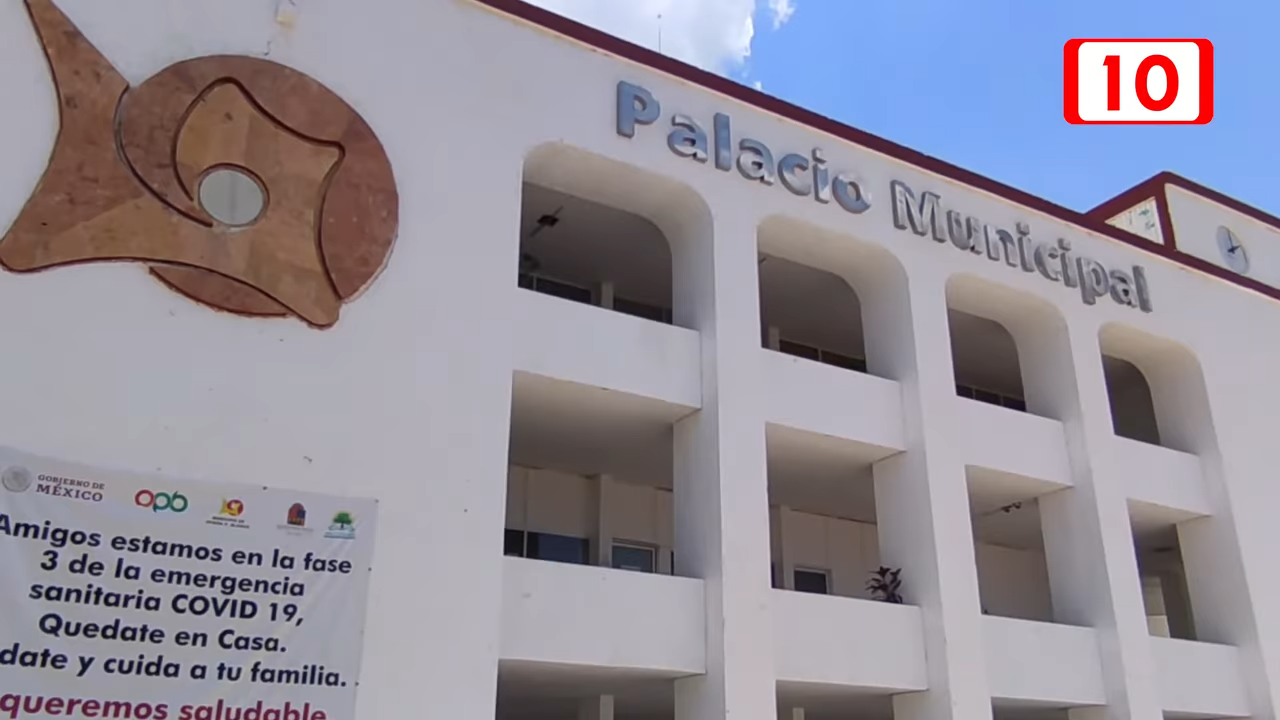 10
Palacio Municipal
GOBIERNO DE
MÉXICO
opb
Amigos estamos en la fase
3 de la emergencia
sanitaria COVID 19,
Quedate en Casa.
date y cuida a tu familia.
queremos saludable